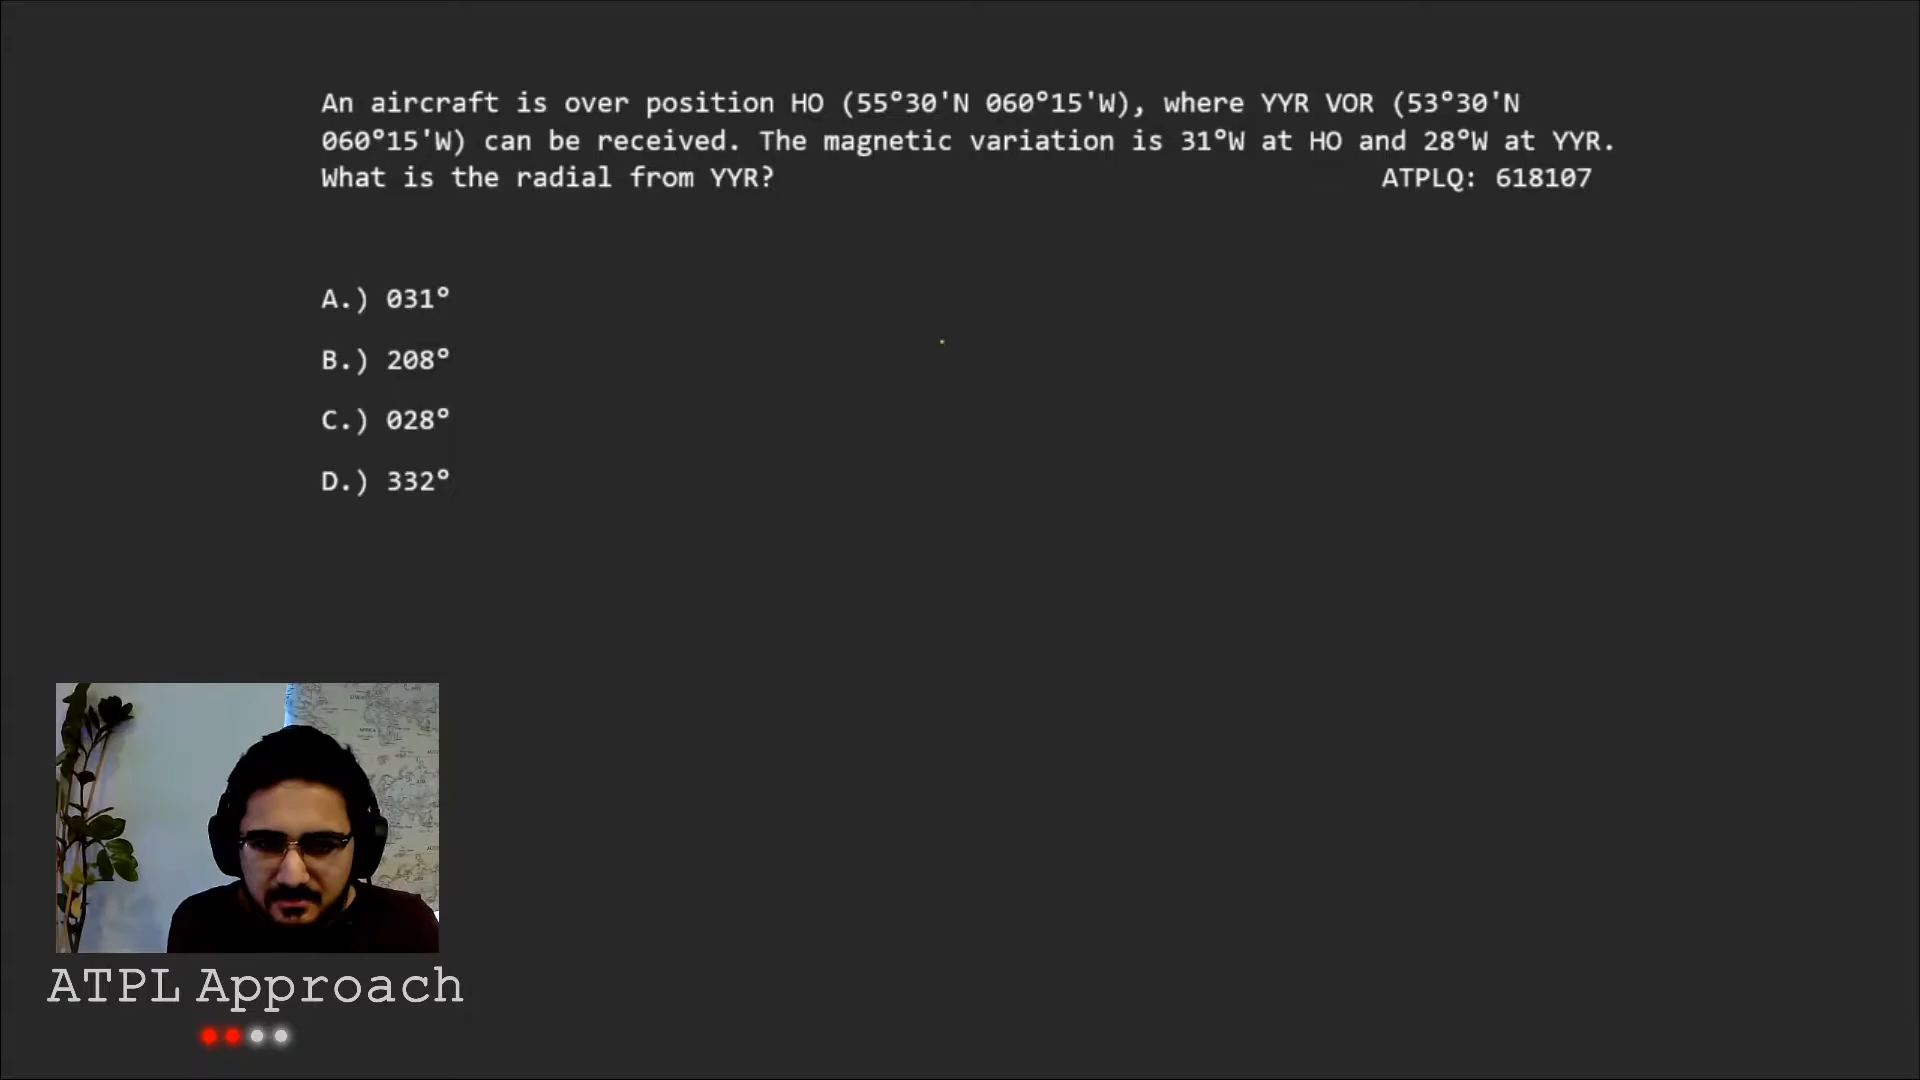 An aircraft is over position HO (55°30'N 060°15'W), where YYR VOR (53°30'N
060°15'W) can be received. The magnetic variation is 31°W at HO and 28°W at YYR.
What is the radial from YYR? ATPLQ: 618107
A.) 031°
B.) 208°
C.) 028°
D.) 332°
ATPL Approach